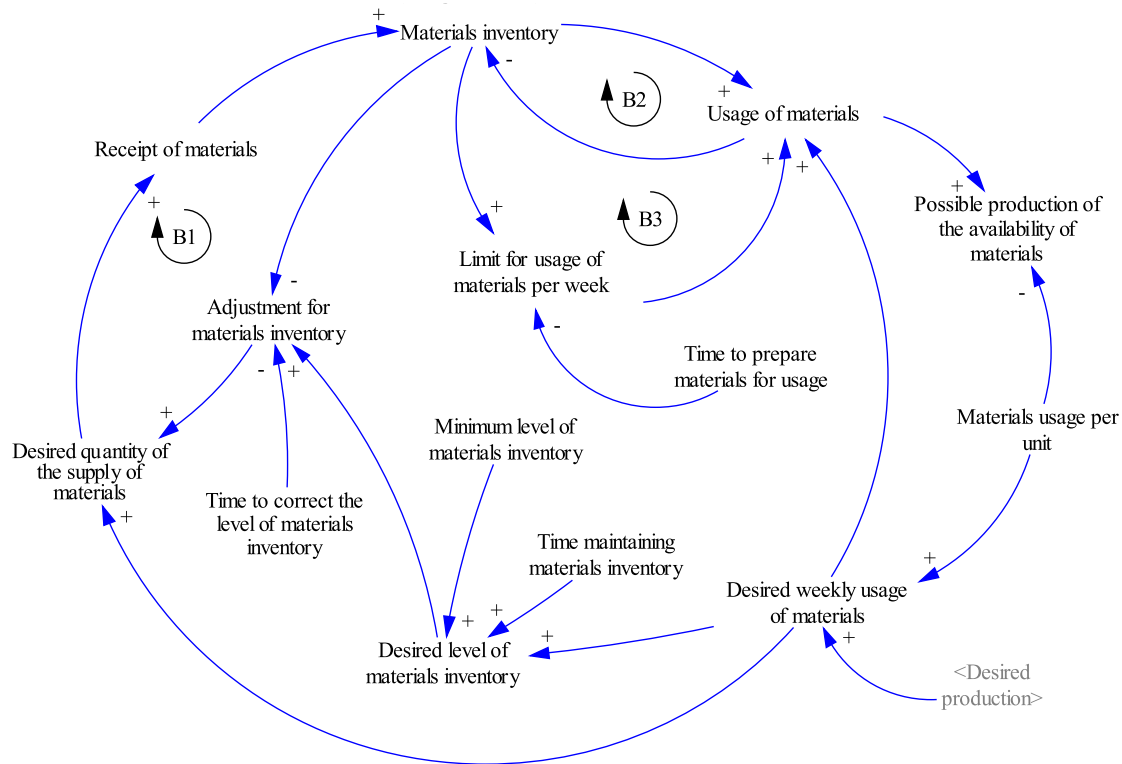 +
Materials inventory
-
+
B2
Usage of materials
Receipt of materials
+
+
+
Possible production of
the availability of
materials
+
B1
+
B3
Limit for usage of
materials per week
-
-
Adjustment for
materials inventory
-
Time to prepare
materials for usage
-
+
+
Materials usage per
unit
Minimum level of
materials inventory
Desired quantity of
the supply of
materials
+
Time to correct the
level of materials
inventory
Time maintaining
materials inventory
+
Desired weekly usage
of materials
+
+
+
+
Desired level of
materials inventory
<Desired
production>